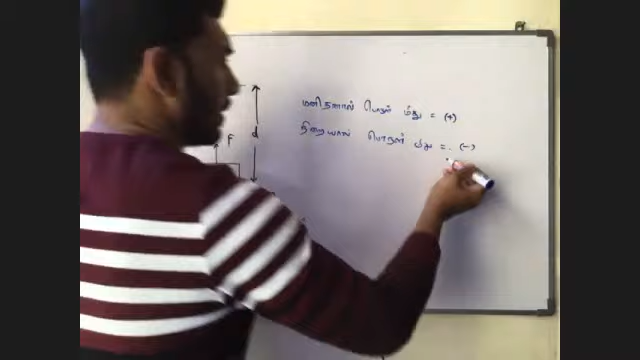 மனிதனால் பொருள் மீது = (+)
நிறையால் பொருள் மீது = (-)
F
d